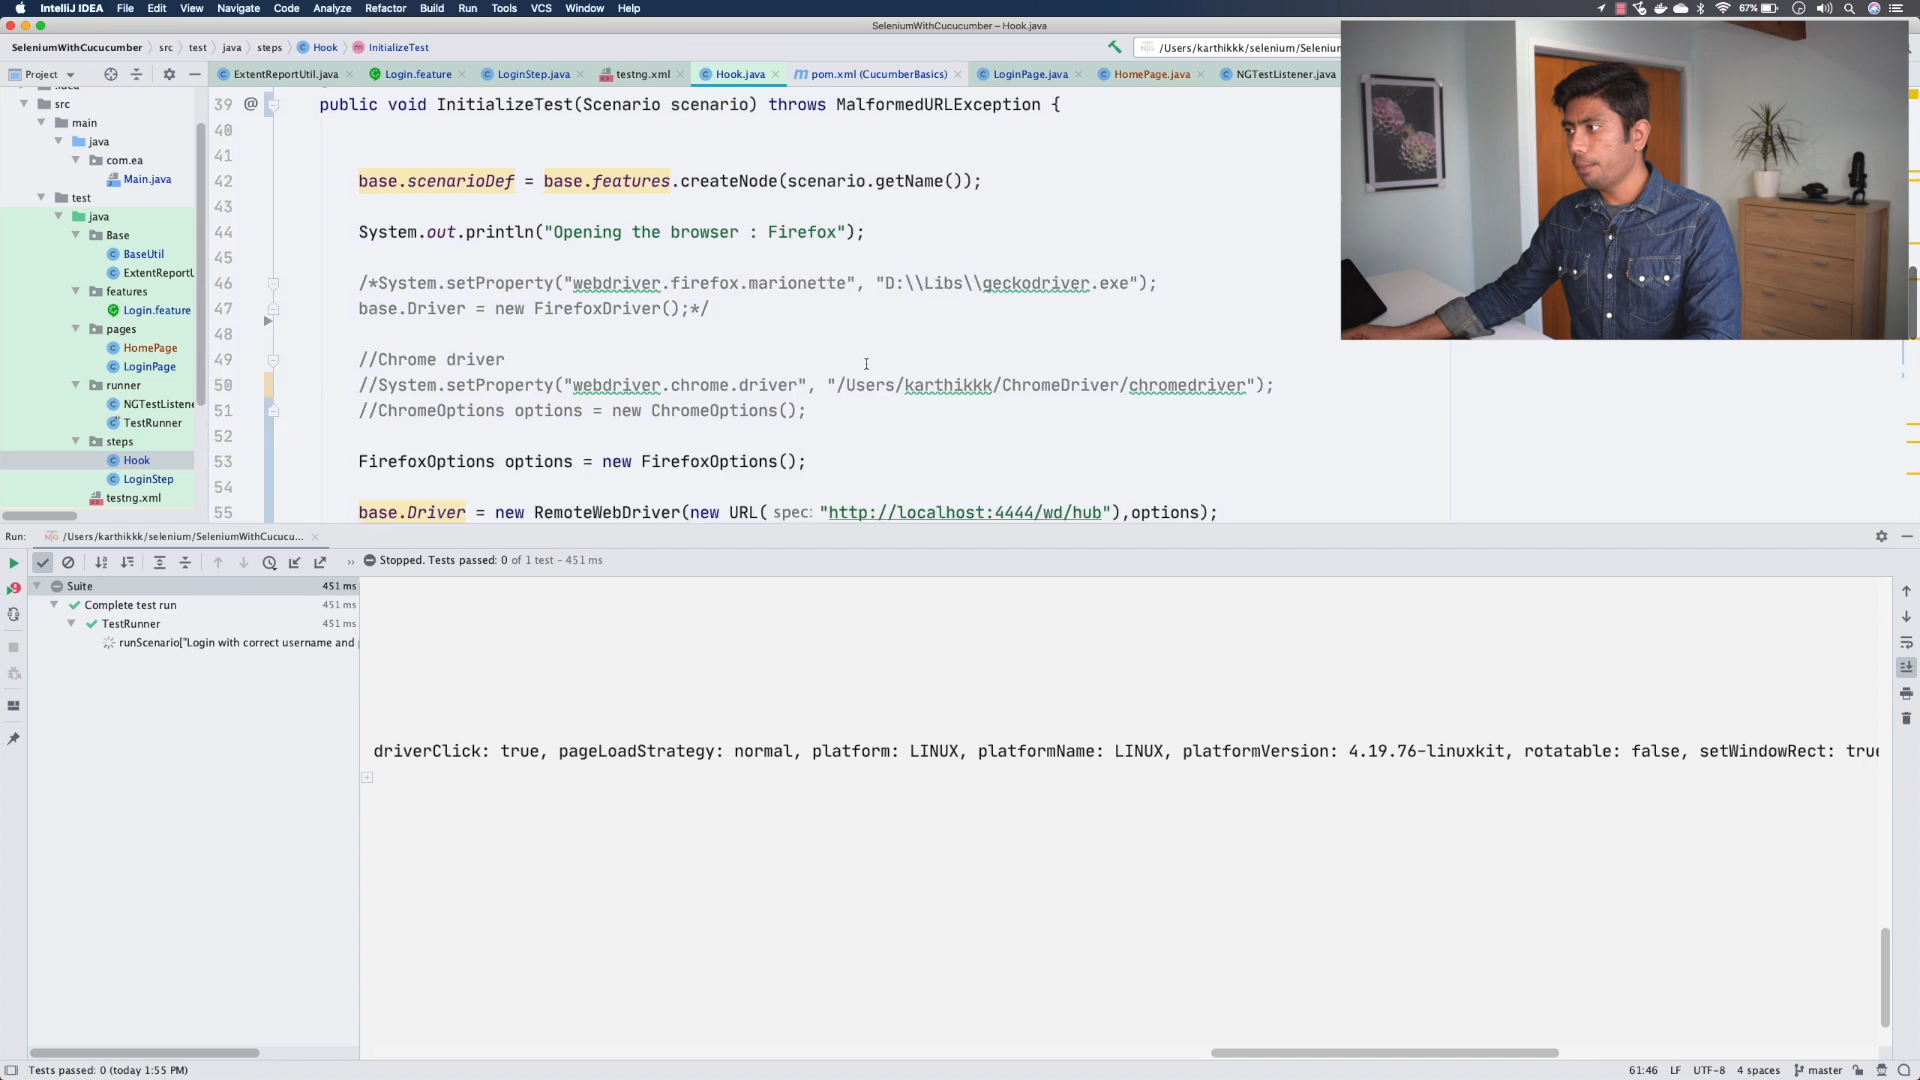 IntelliJ IDEA File Edit View Navigate Code Analyze Refactor Build Run Tools VCS Window Help
67%
SeleniumWithCucucumber – Hook.java
SeleniumWithCucucumber src test java steps Hook InitializeTest
/Users/karthikkk/selenium/Selenium
Project
ExtentReportUtil.java Login.feature LoginStep.java testng.xml Hook.java pom.xml (CucumberBasics) LoginPage.java HomePage.java NGTestListener.java
.idea
src
main
java
com.ea
Main.java
test
java
Base
BaseUtil
ExtentReportU
features
Login.feature
pages
HomePage
LoginPage
runner
NGTestListene
TestRunner
steps
Hook
LoginStep
testng.xml
39 @ public void InitializeTest(Scenario scenario) throws MalformedURLException {
40
41
42 base.scenarioDef = base.features.createNode(scenario.getName());
43
44 System.out.println("Opening the browser : Firefox");
45
46 /*System.setProperty("webdriver.firefox.marionette", "D:\\Libs\\geckodriver.exe");
47 base.Driver = new FirefoxDriver();*/
48
49 //Chrome driver
50 //System.setProperty("webdriver.chrome.driver", "/Users/karthikkk/ChromeDriver/chromedriver");
51 //ChromeOptions options = new ChromeOptions();
52
53 FirefoxOptions options = new FirefoxOptions();
54
55 base.Driver = new RemoteWebDriver(new URL( spec: "http://localhost:4444/wd/hub"),options);
Run: /Users/karthikkk/selenium/SeleniumWithCucucu...
Stopped. Tests passed: 0 of 1 test – 451 ms
Suite 451 ms
Complete test run 451 ms
TestRunner 451 ms
runScenario["Login with correct username and p
driverClick: true, pageLoadStrategy: normal, platform: LINUX, platformName: LINUX, platformVersion: 4.19.76-linuxkit, rotatable: false, setWindowRect: true
Tests passed: 0 (today 1:55 PM)
61:46 LF UTF-8 4 spaces master